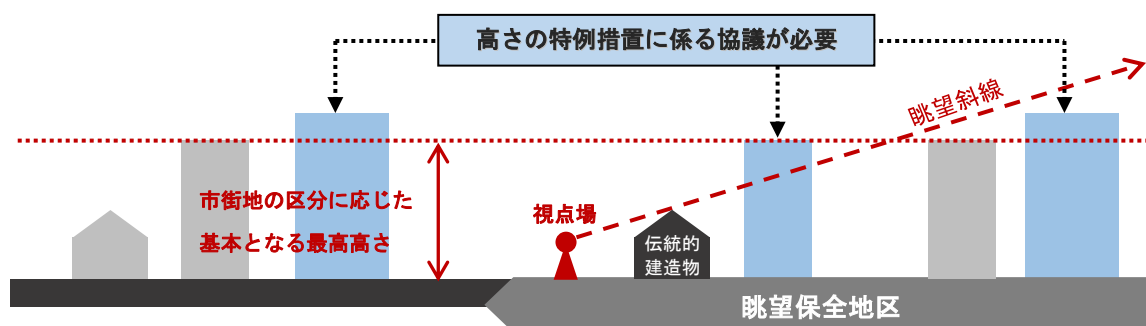 高さの特例措置に係る協議が必要
眺望斜線
市街地の区分に応じた
基本となる最高高さ
視点場
伝統的
建造物
眺望保全地区